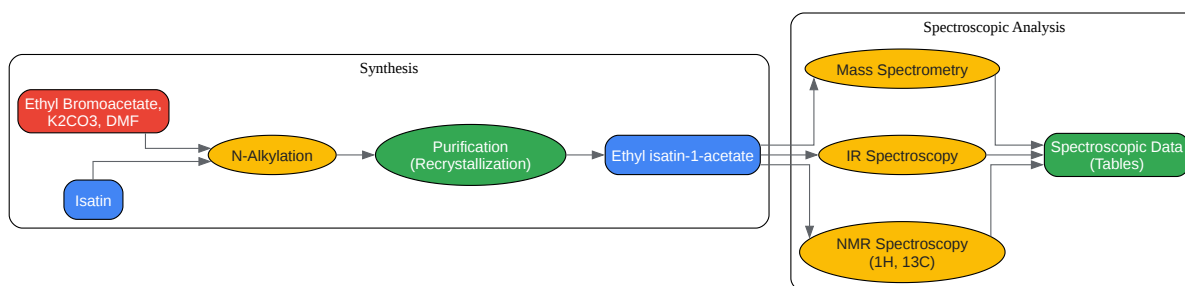 Spectroscopic Analysis
Synthesis
Mass Spectrometry
Ethyl Bromoacetate,
K2CO3, DMF
N-Alkylation
Purification
(Recrystallization)
Ethyl isatin-1-acetate
IR Spectroscopy
Spectroscopic Data
(Tables)
Isatin
NMR Spectroscopy
(1H, 13C)